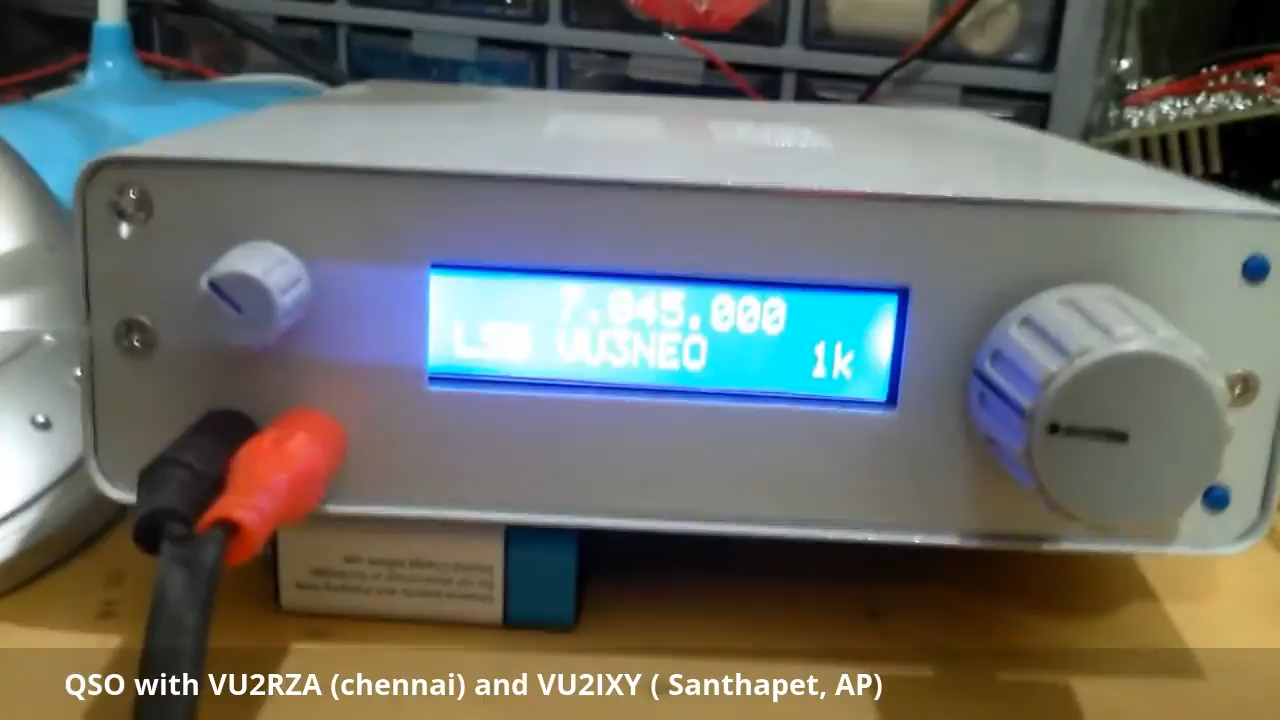 7.045.000
LSB VU3NEO 1k
QSO with VU2RZA (chennai) and VU2IXY ( Santhapet, AP)